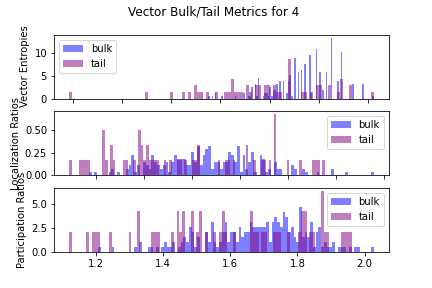 Vector Bulk/Tail Metrics for 4
Vector Entropies
10
5
0
bulk
tail
Localization Ratios
0.50
0.25
0.00
bulk
tail
Participation Ratios
5.0
2.5
0.0
bulk
tail
1.2 1.4 1.6 1.8 2.0